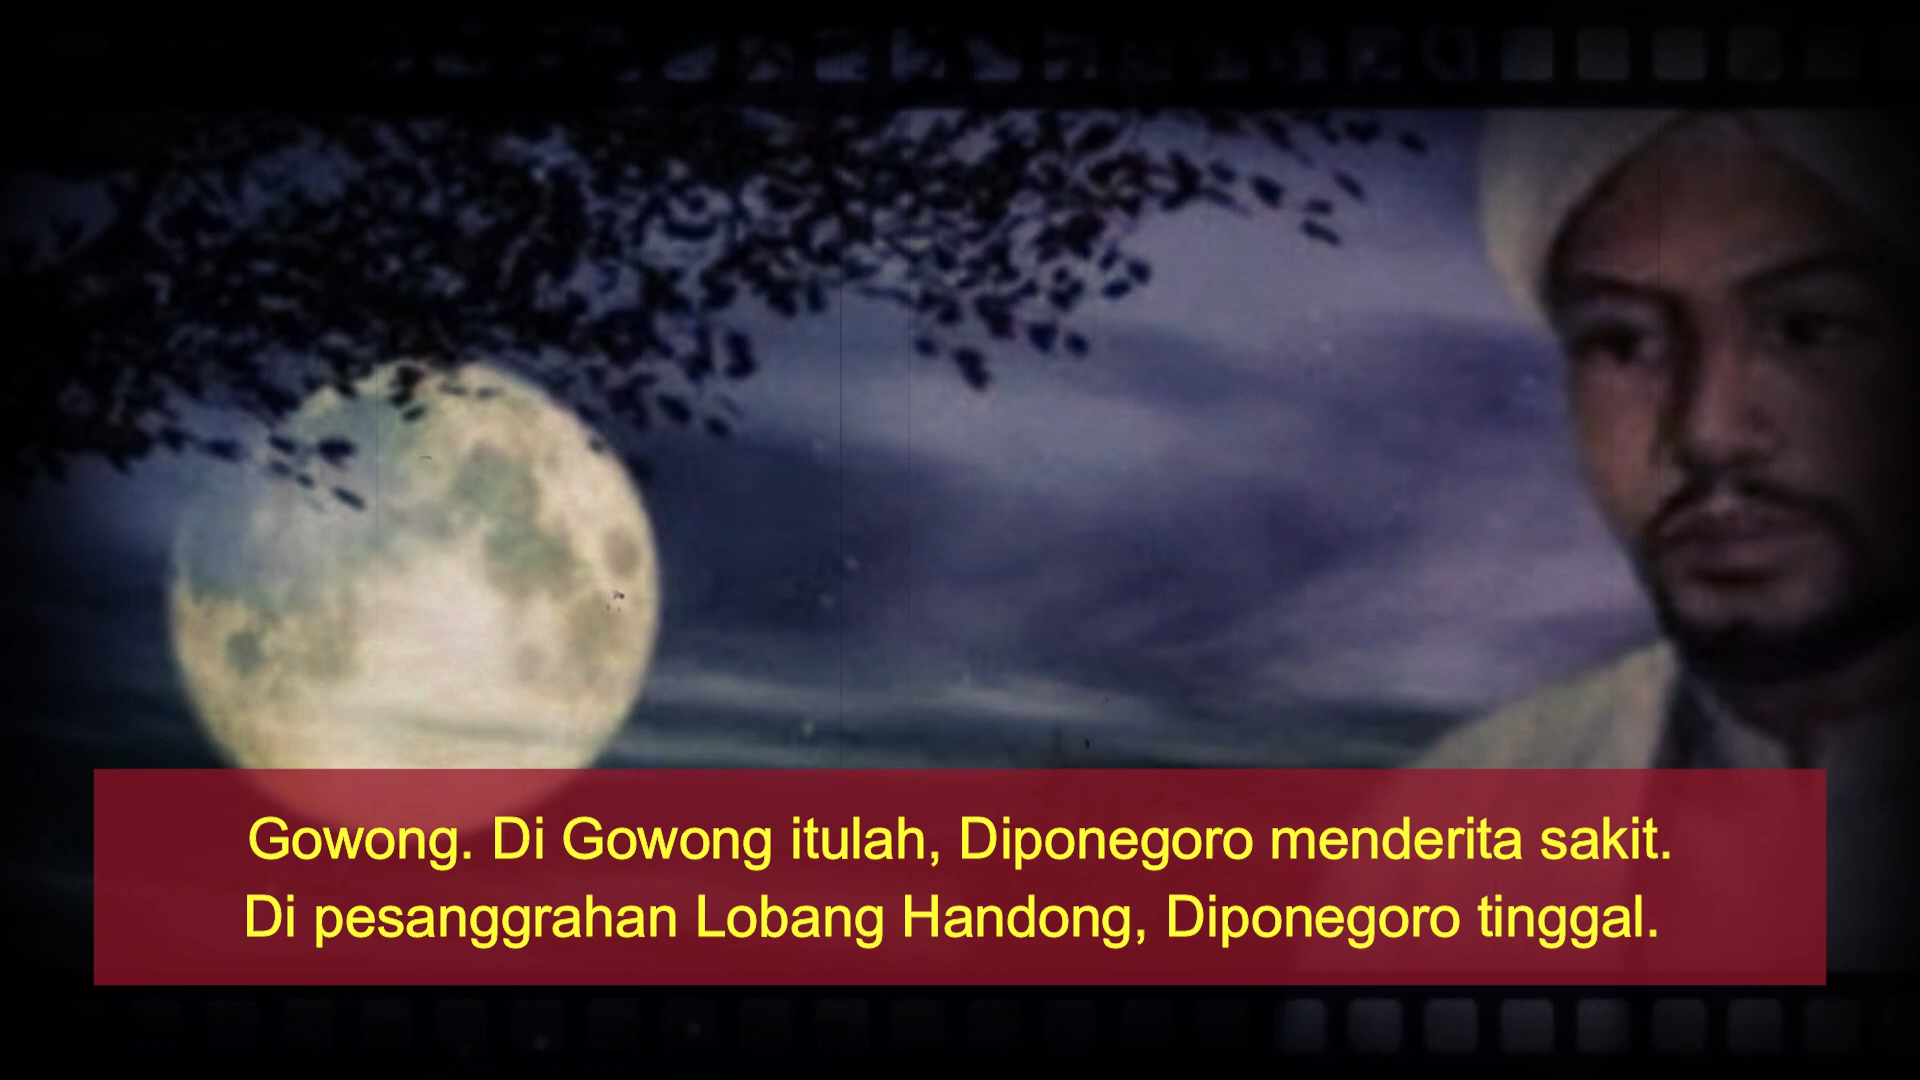 Gowong. Di Gowong itulah, Diponegoro menderita sakit.
Di pesanggrahan Lobang Handong, Diponegoro tinggal.